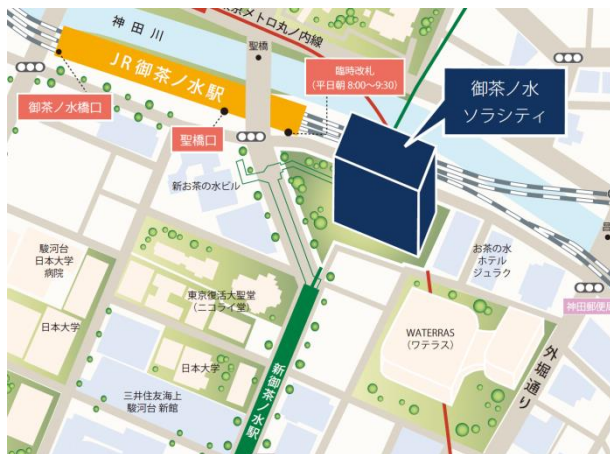 東京メトロ丸ノ内線
神田川
聖橋
JR御茶ノ水駅
臨時改札
(平日朝 8:00~9:30)
御茶ノ水
ソラシティ
御茶ノ水橋口
聖橋口
新お茶の水ビル
お茶の水
ホテル
ジュラク
駿河台
日本大学
病院
東京復活大聖堂
(ニコライ堂)
神田郵便局
日本大学
WATERRAS
(ワテラス)
外堀通り
日本大学
新御茶ノ水駅
三井住友海上
駿河台 新館